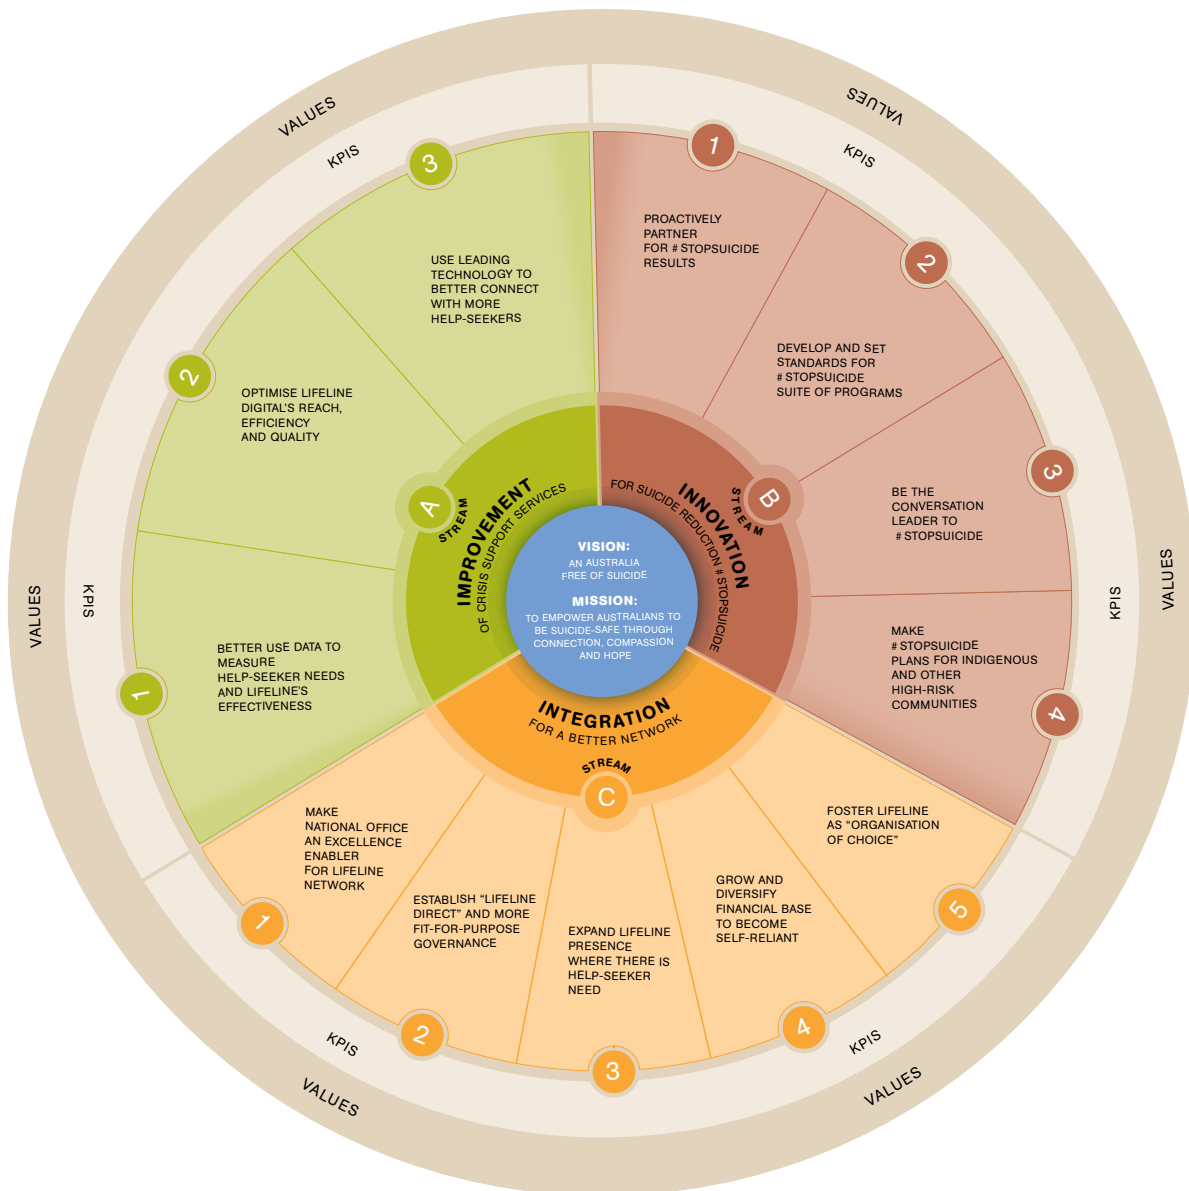 VALUES
VALUES
KPIS
KPIS
3
1
PROACTIVELY
PARTNER
FOR # STOPSUICIDE
RESULTS
USE LEADING
TECHNOLOGY TO
BETTER CONNECT
WITH MORE
HELP-SEEKERS
2
DEVELOP AND SET
STANDARDS FOR
# STOPSUICIDE
SUITE OF PROGRAMS
2
OPTIMISE LIFELINE
DIGITAL'S REACH,
EFFICIENCY
AND QUALITY
3
BE THE
CONVERSATION
LEADER TO
# STOPSUICIDE
A
STREAM
IMPROVEMENT
OF CRISIS SUPPORT SERVICES
B
STREAM
INNOVATION
FOR SUICIDE REDUCTION # STOPSUICIDE
VISION:
AN AUSTRALIA
FREE OF SUICIDE
MISSION:
TO EMPOWER AUSTRALIANS TO
BE SUICIDE-SAFE THROUGH
CONNECTION, COMPASSION
AND HOPE
VALUES
KPIS
KPIS
VALUES
BETTER USE DATA TO
MEASURE
HELP-SEEKER NEEDS
AND LIFELINE'S
EFFECTIVENESS
1
MAKE
# STOPSUICIDE
PLANS FOR INDIGENOUS
AND OTHER
HIGH-RISK
COMMUNITIES
4
INTEGRATION
FOR A BETTER NETWORK
STREAM
C
MAKE
NATIONAL OFFICE
AN EXCELLENCE
ENABLER
FOR LIFELINE
NETWORK
1
ESTABLISH “LIFELINE
DIRECT” AND MORE
FIT-FOR-PURPOSE
GOVERNANCE
2
EXPAND LIFELINE
PRESENCE
WHERE THERE IS
HELP-SEEKER
NEED
3
GROW AND
DIVERSIFY
FINANCIAL BASE
TO BECOME
SELF-RELIANT
4
FOSTER LIFELINE
AS “ORGANISATION
OF CHOICE”
5
KPIS
KPIS
VALUES
VALUES